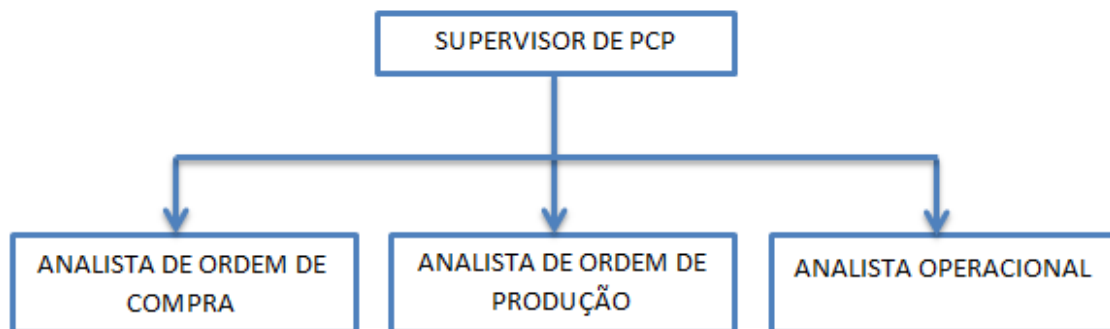 SUPERVISOR DE PCP
ANALISTA DE ORDEM DE
COMPRA
ANALISTA DE ORDEM DE
PRODUÇÃO
ANALISTA OPERACIONAL